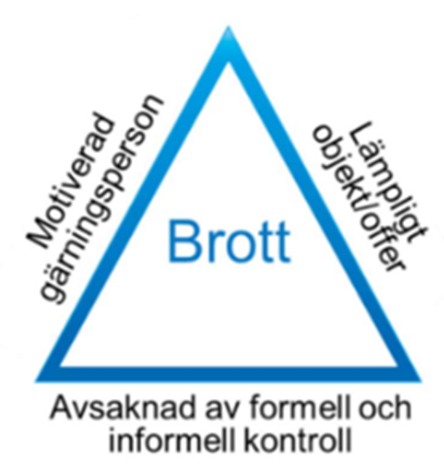 Motiverad
gärningsperson
Lämpligt
objekt/offer
Brott
Avsaknad av formell och
informell kontroll